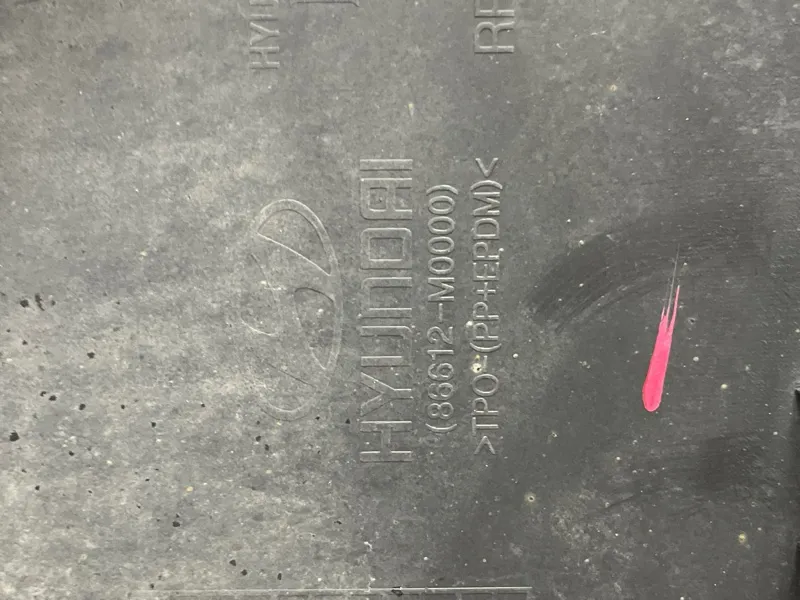 HYUNDAI
(86612-M0000)
>TPO-(PP+EPDM)<